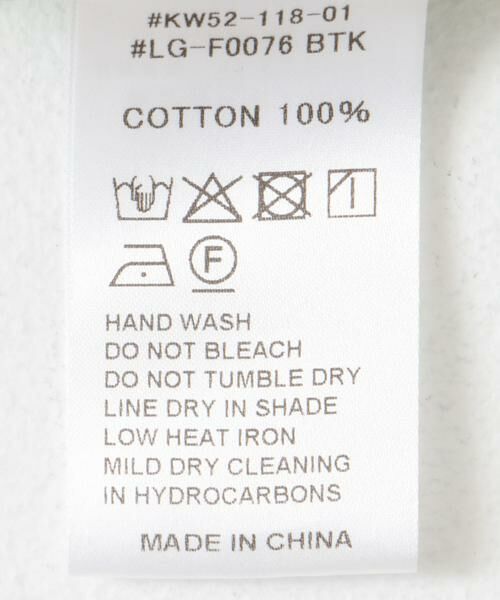 #KW52-118-01
#LG-F0076 BTK
COTTON 100%
F
HAND WASH
DO NOT BLEACH
DO NOT TUMBLE DRY
LINE DRY IN SHADE
LOW HEAT IRON
MILD DRY CLEANING
IN HYDROCARBONS
MADE IN CHINA